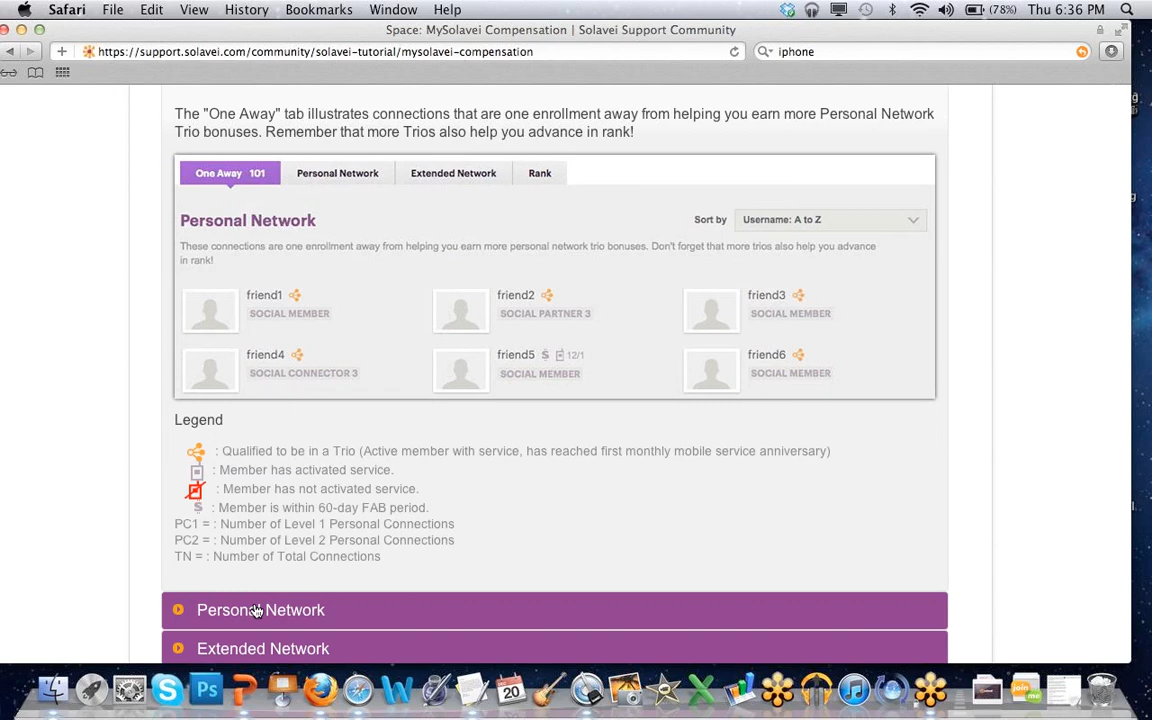 Safari File Edit View History Bookmarks Window Help (78%) Thu 6:36 PM
Space: MySolavei Compensation | Solavei Support Community
https://support.solavei.com/community/solavei-tutorial/mysolavei-compensation
iphone
The "One Away" tab illustrates connections that are one enrollment away from helping you earn more Personal Network
Trio bonuses. Remember that more Trios also help you advance in rank!
One Away 101 Personal Network Extended Network Rank
Personal Network
Sort by Username: A to Z
These connections are one enrollment away from helping you earn more personal network trio bonuses. Don't forget that more trios also help you advance
in rank!
friend1 friend2 friend3
SOCIAL MEMBER SOCIAL PARTNER 3 SOCIAL MEMBER
friend4 friend5 $ 12/1 friend6
SOCIAL CONNECTOR 3 SOCIAL MEMBER SOCIAL MEMBER
Legend
: Qualified to be in a Trio (Active member with service, has reached first monthly mobile service anniversary)
: Member has activated service.
: Member has not activated service.
$ : Member is within 60-day FAB period.
PC1 = : Number of Level 1 Personal Connections
PC2 = : Number of Level 2 Personal Connections
TN = : Number of Total Connections
Personal Network
Extended Network
Ps
20
join
me